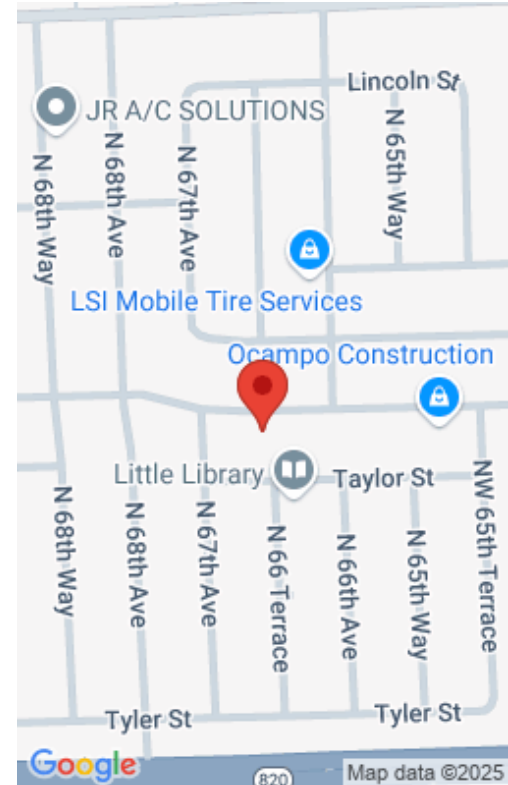 Lincoln St
JR A/C SOLUTIONS
N 65th Way
N 67th Ave
N 68th Ave
N 68th Way
LSI Mobile Tire Services
Ocampo Construction
Little Library
Taylor St
N 68th Way
N 68th Ave
N 67th Ave
N 66 Terrace
N 66th Ave
N 65th Way
NW 65th Terrace
Tyler St
Tyler St
Google
820
Map data ©2025